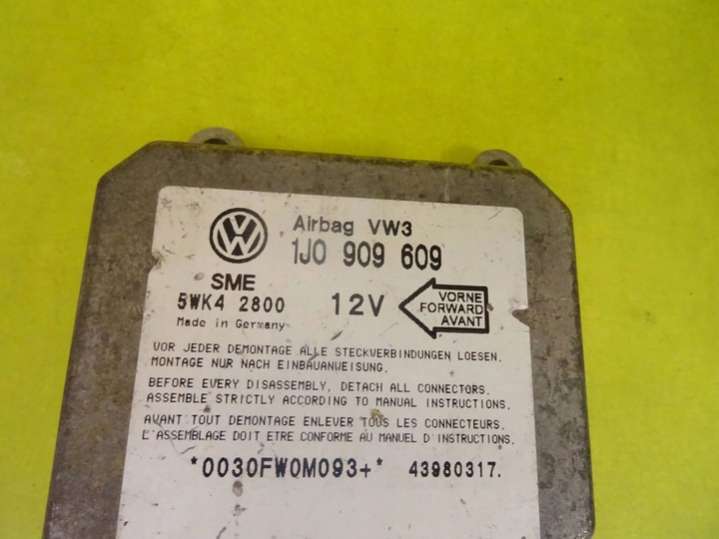 Airbag VW3
1J0 909 609
SME
5WK4 2800
Made in Germany
12V
VORNE
FORWARD
AVANT
VOR JEDER DEMONTAGE ALLE STECKVERBINDUNGEN LOESEN.
MONTAGE NUR NACH EINBAUANWEISUNG.
BEFORE EVERY DISASSEMBLY, DETACH ALL CONNECTORS.
ASSEMBLE STRICTLY ACCORDING TO MANUAL INSTRUCTIONS.
AVANT TOUT DEMONTAGE ENLEVER TOUS LES CONNECTEURS.
L'ASSEMBLAGE DOIT ETRE CONFORME AU MANUEL D'INSTRUCTIONS.
*0030FW0M093+* 43980317.